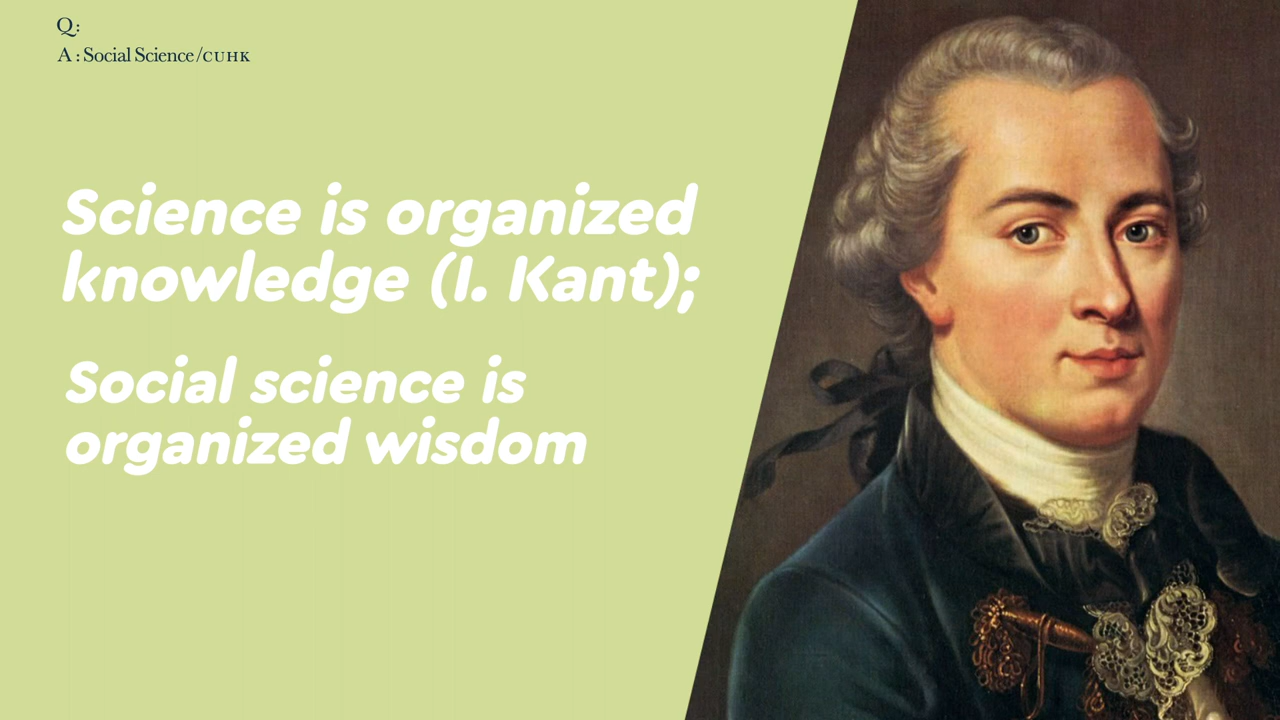 Q:
A : Social Science/CUHK
Science is organized
knowledge (I. Kant);
Social science is
organized wisdom